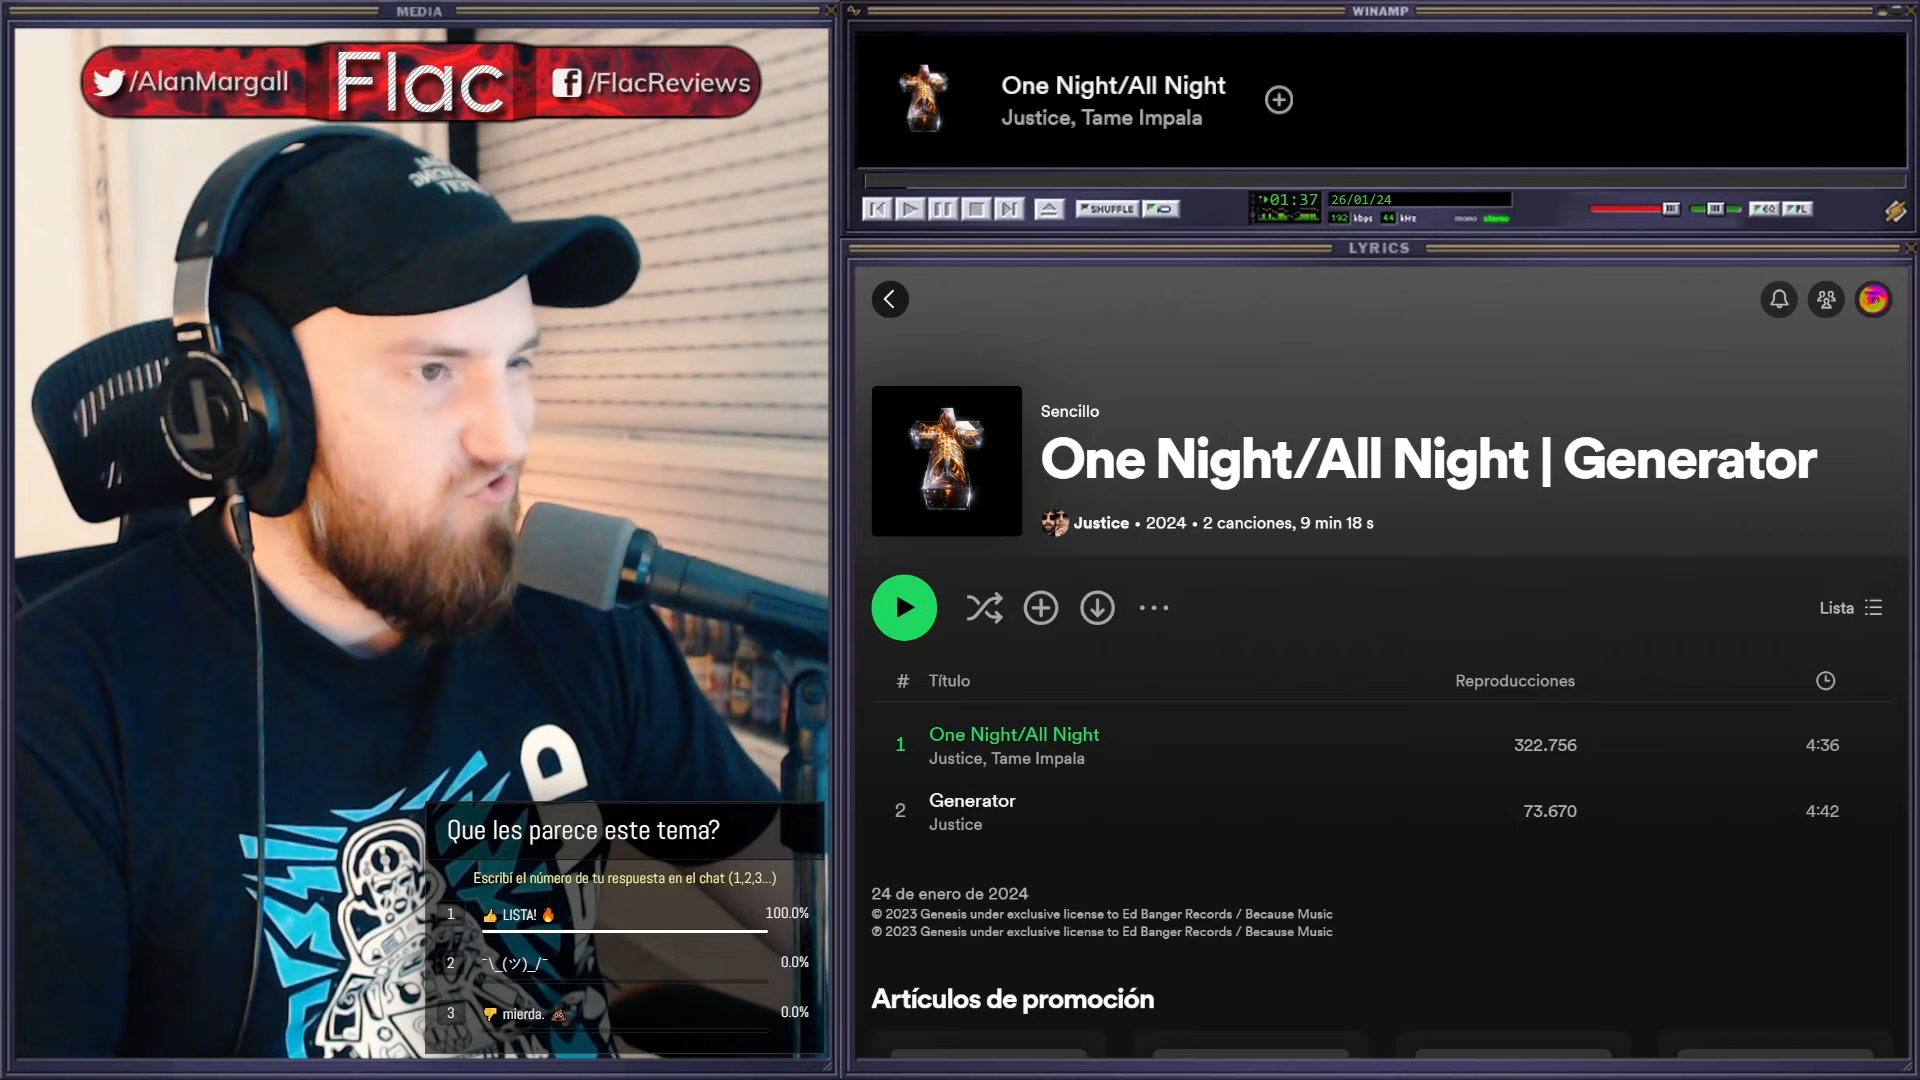 MEDIA
/AlanMargall
Flac
/FlacReviews
WINAMP
One Night/All Night
Justice, Tame Impala
SHUFFLE
01:37
26/01/24
192 kbps 44 kHz
mono stereo
EQ
PL
LYRICS
Sencillo
One Night/All Night | Generator
Justice • 2024 • 2 canciones, 9 min 18 s
Lista
# Título Reproducciones
1 One Night/All Night 322.756 4:36
Justice, Tame Impala
2 Generator 73.670 4:42
Justice
24 de enero de 2024
© 2023 Genesis under exclusive license to Ed Banger Records / Because Music
℗ 2023 Genesis under exclusive license to Ed Banger Records / Because Music
Artículos de promoción
Que les parece este tema?
Escribí el número de tu respuesta en el chat (1,2,3...)
1 👍 LISTA! 🔥 100.0%
2 ¯\_(ツ)_/¯ 0.0%
3 👎 mierda. 💩 0.0%